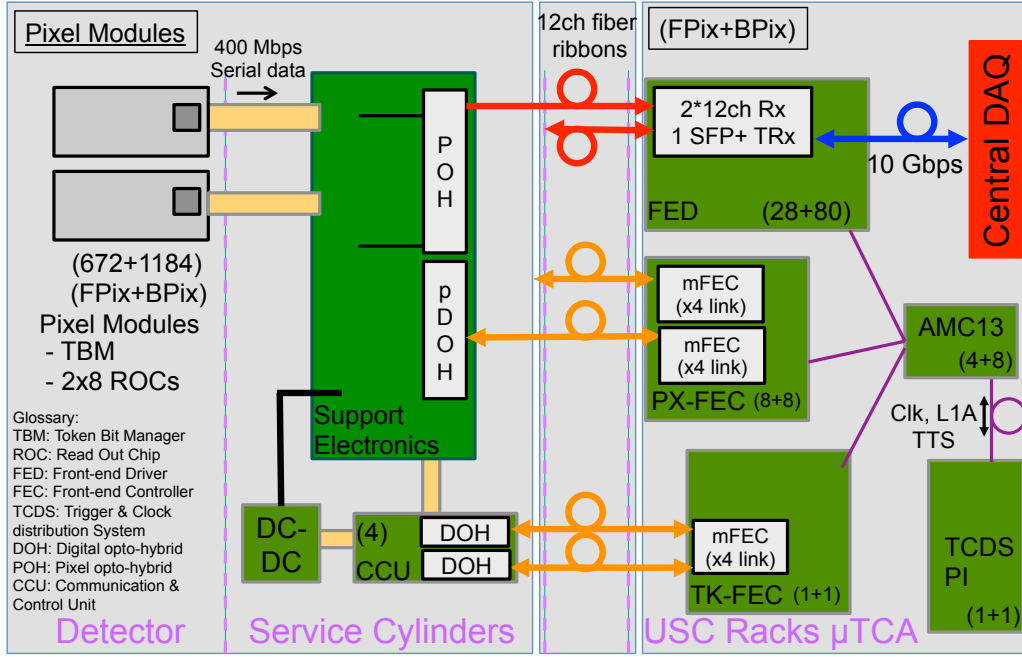 Pixel Modules
400 Mbps
Serial data
12ch fiber
ribbons
(FPix+BPix)
POH
2*12ch Rx
1 SFP+ TRx
10 Gbps
Central DAQ
FED
(28+80)
(672+1184)
(FPix+BPix)
Pixel Modules
- TBM
- 2x8 ROCs
pDOH
mFEC
(x4 link)
mFEC
(x4 link)
PX-FEC (8+8)
AMC13
(4+8)
Clk, L1A
TTS
Support
Electronics
Glossary:
TBM: Token Bit Manager
ROC: Read Out Chip
FED: Front-end Driver
FEC: Front-end Controller
TCDS: Trigger & Clock
distribution System
DOH: Digital opto-hybrid
POH: Pixel opto-hybrid
CCU: Communication &
Control Unit
DC-
DC
(4)
CCU
DOH
DOH
mFEC
(x4 link)
TK-FEC (1+1)
TCDS
PI
(1+1)
Detector
Service Cylinders
USC Racks µTCA